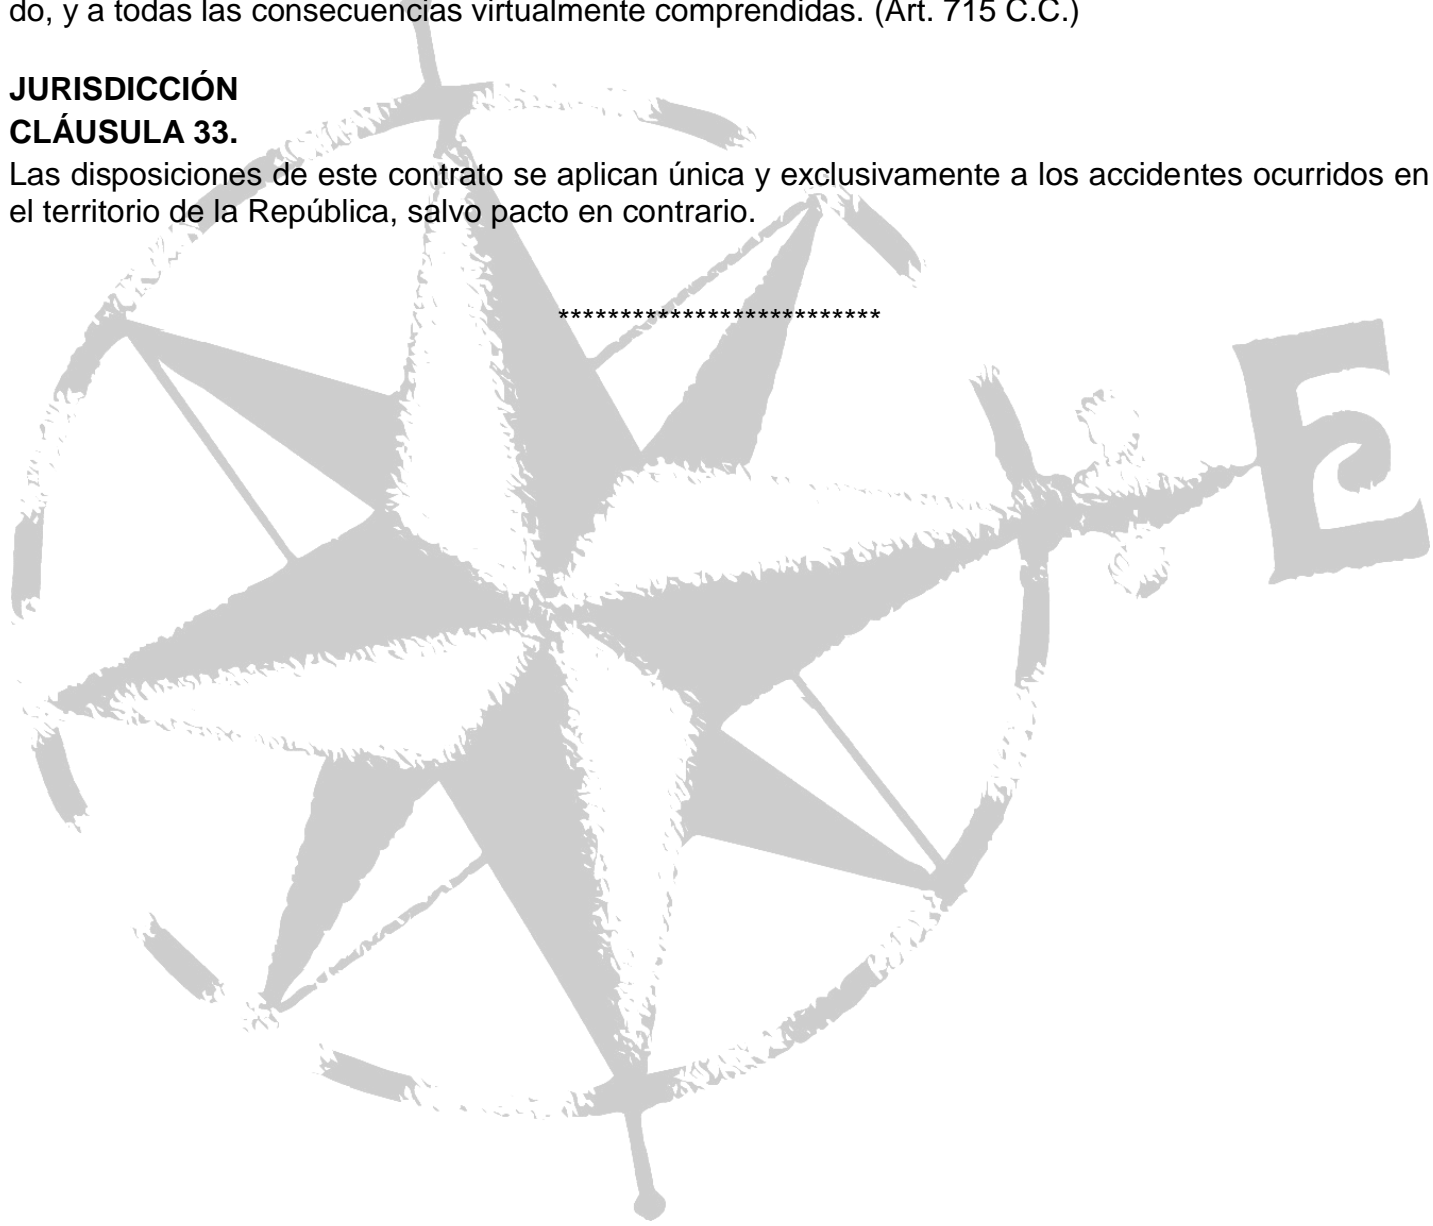 do, y a todas las consecuencias virtualmente comprendidas. (Art. 715 C.C.)
JURISDICCIÓN
CLÁUSULA 33.
Las disposiciones de este contrato se aplican única y exclusivamente a los accidentes ocurridos en
el territorio de la República, salvo pacto en contrario.
**************************
E